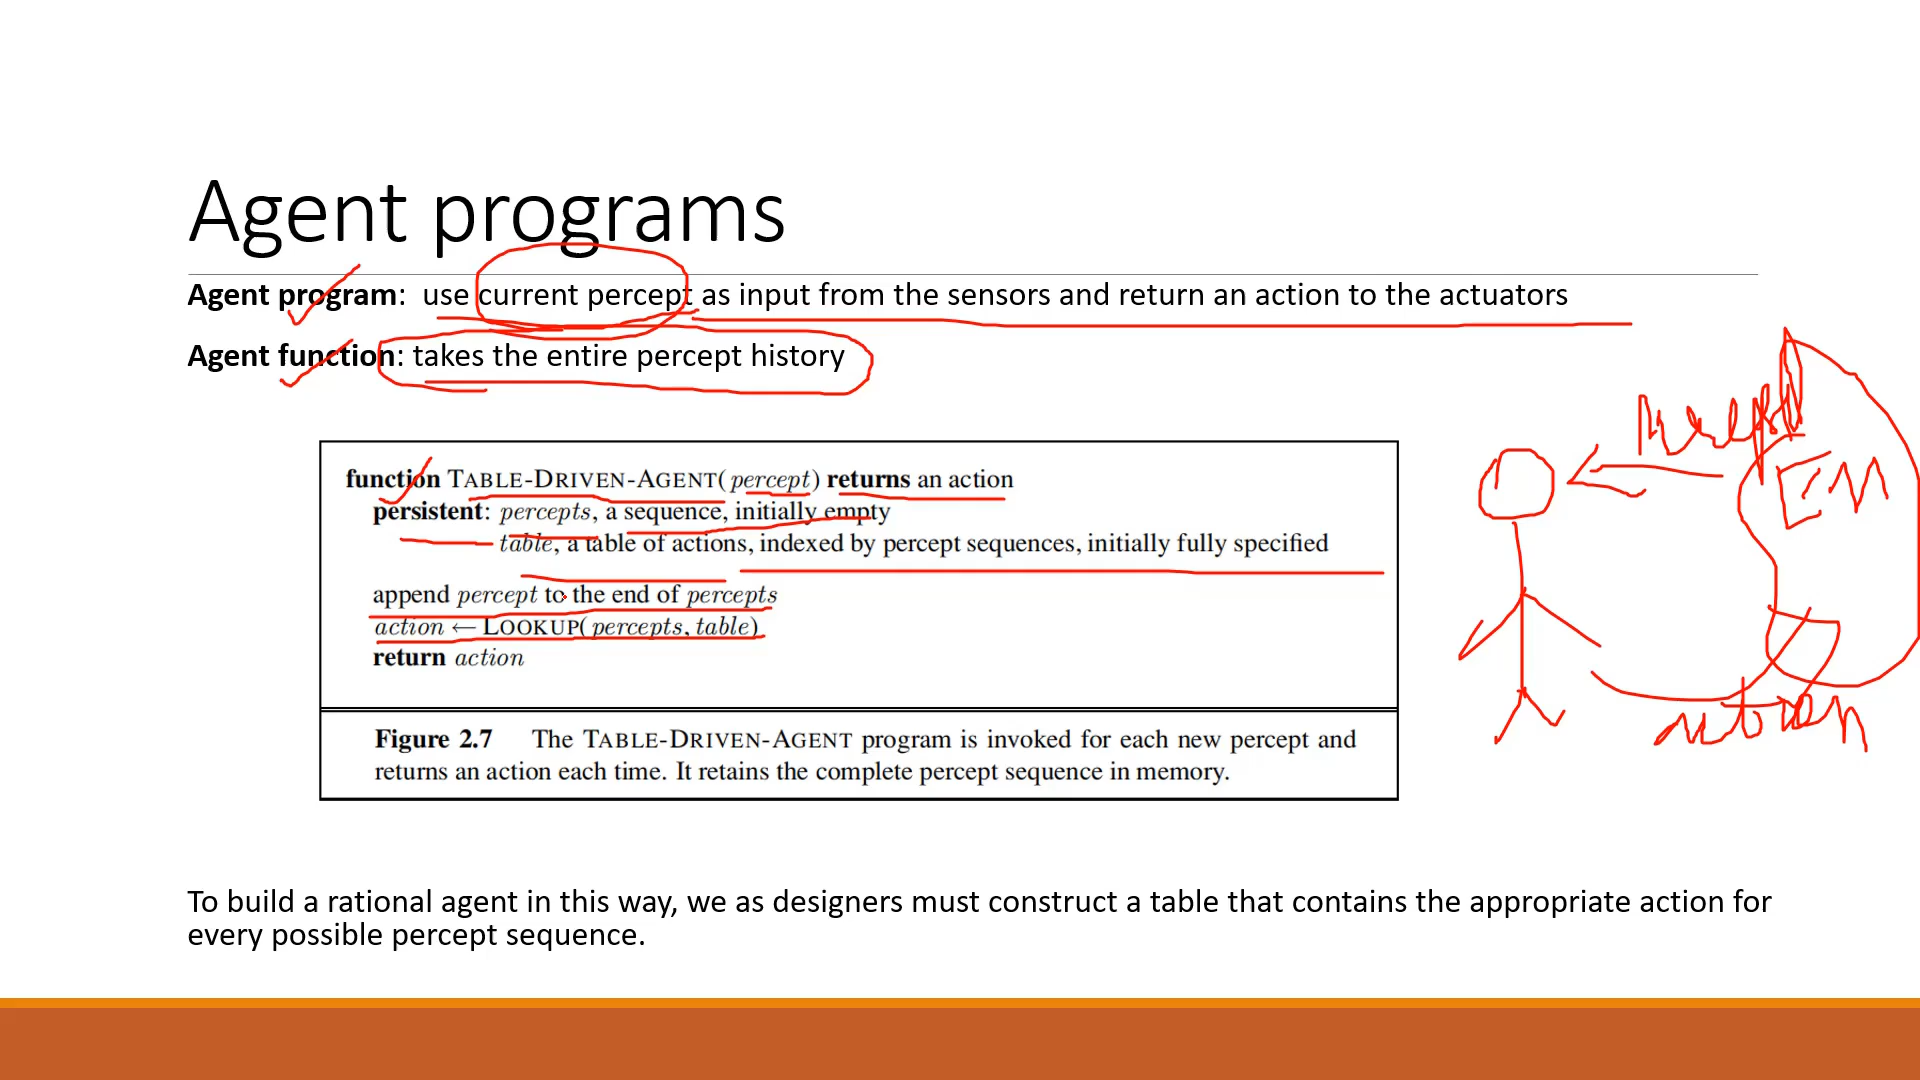 Agent programs
Agent program: use current percept as input from the sensors and return an action to the actuators
Agent function: takes the entire percept history
function TABLE-DRIVEN-AGENT(percept) returns an action
persistent: percepts, a sequence, initially empty
table, a table of actions, indexed by percept sequences, initially fully specified
append percept to the end of percepts
action ← LOOKUP(percepts, table)
return action
Figure 2.7 The TABLE-DRIVEN-AGENT program is invoked for each new percept and
returns an action each time. It retains the complete percept sequence in memory.
percept
action
To build a rational agent in this way, we as designers must construct a table that contains the appropriate action for
every possible percept sequence.